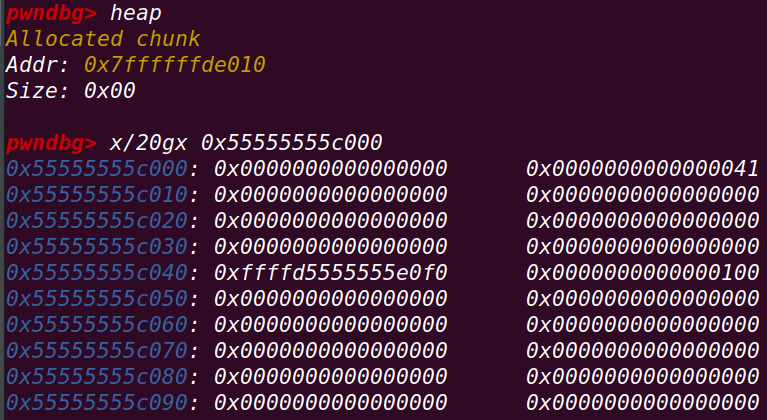 pwndbg> heap
Allocated chunk
Addr: 0x7ffffffde010
Size: 0x00

pwndbg> x/20gx 0x55555555c000
0x55555555c000: 0x0000000000000000 0x0000000000000041
0x55555555c010: 0x0000000000000000 0x0000000000000000
0x55555555c020: 0x0000000000000000 0x0000000000000000
0x55555555c030: 0x0000000000000000 0x0000000000000000
0x55555555c040: 0xffffd5555555e0f0 0x0000000000000100
0x55555555c050: 0x0000000000000000 0x0000000000000000
0x55555555c060: 0x0000000000000000 0x0000000000000000
0x55555555c070: 0x0000000000000000 0x0000000000000000
0x55555555c080: 0x0000000000000000 0x0000000000000000
0x55555555c090: 0x0000000000000000 0x0000000000000000